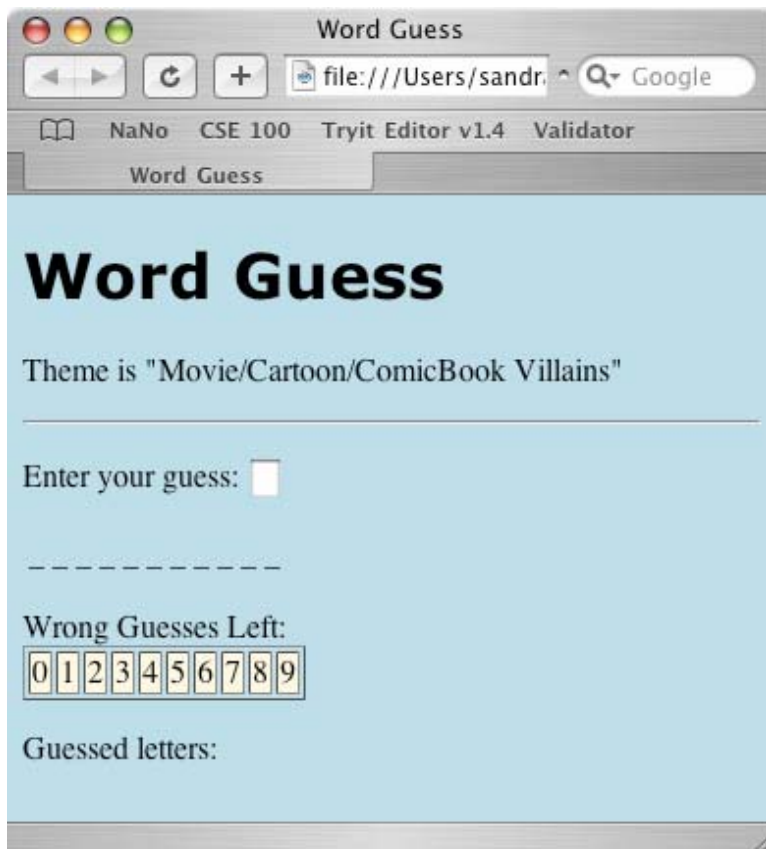 Word Guess
file:///Users/sandra
Google
NaNo CSE 100 Tryit Editor v1.4 Validator
Word Guess
Word Guess
Theme is "Movie/Cartoon/ComicBook Villains"
Enter your guess:
_ _ _ _ _ _ _ _ _ _ _
Wrong Guesses Left:
0 1 2 3 4 5 6 7 8 9
Guessed letters: